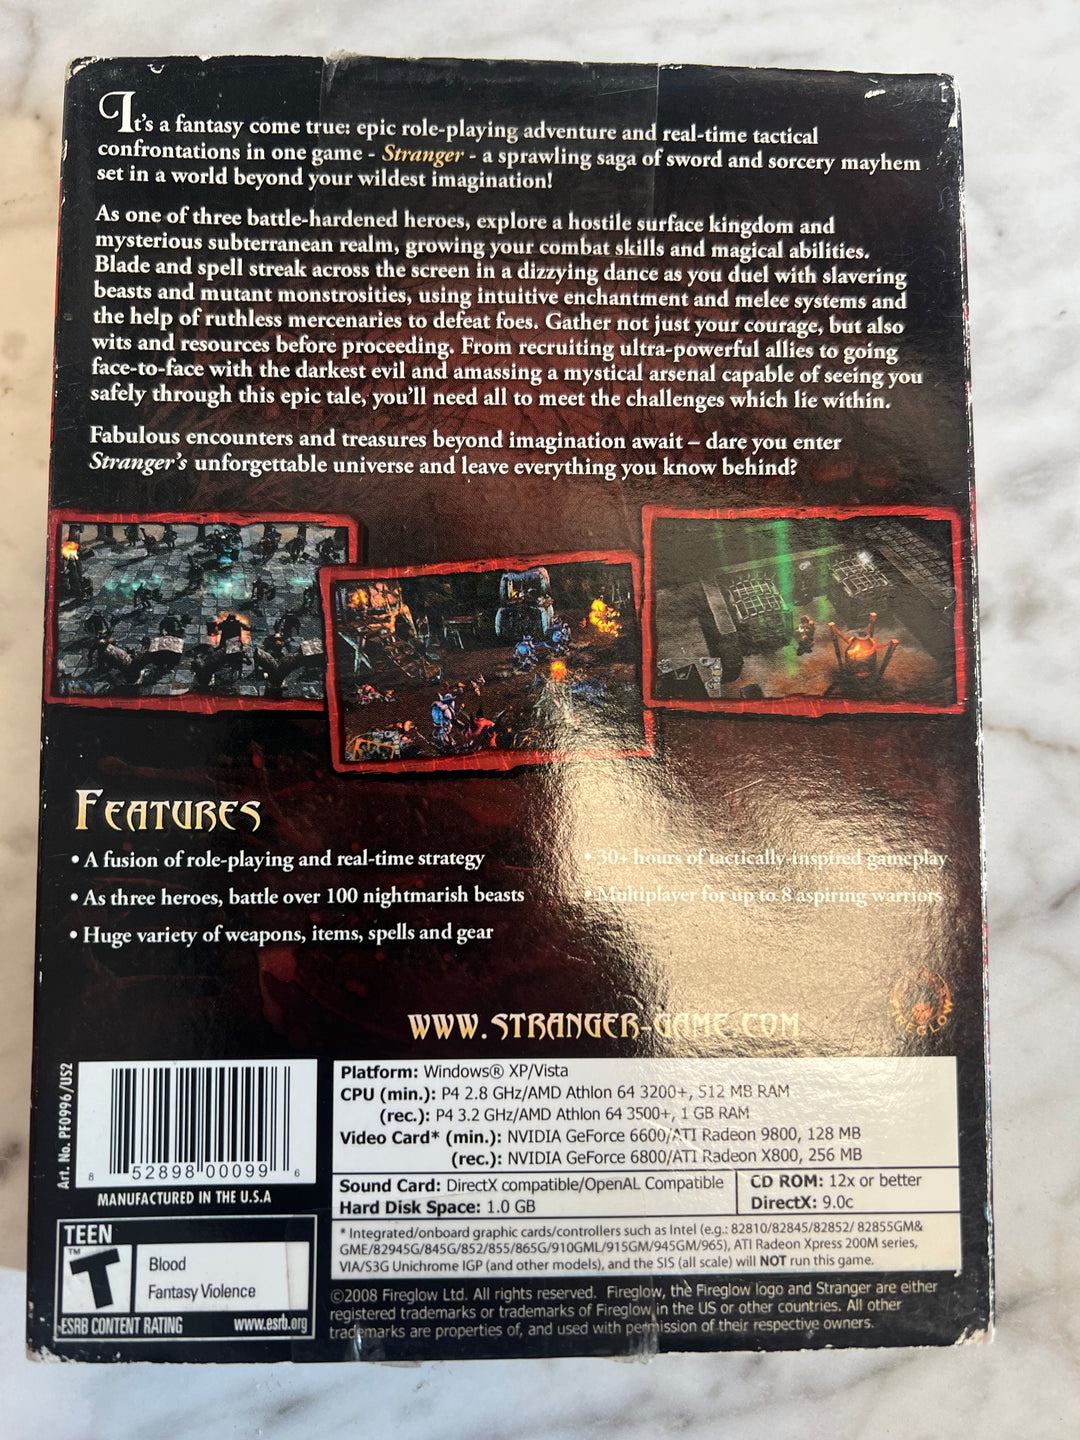 It's a fantasy come true: epic role-playing adventure and real-time tactical
confrontations in one game - Stranger - a sprawling saga of sword and sorcery mayhem
set in a world beyond your wildest imagination!
As one of three battle-hardened heroes, explore a hostile surface kingdom and
mysterious subterranean realm, growing your combat skills and magical abilities.
Blade and spell streak across the screen in a dizzying dance as you duel with slavering
beasts and mutant monstrosities, using intuitive enchantment and melee systems and
the help of ruthless mercenaries to defeat foes. Gather not just your courage, but also
wits and resources before proceeding. From recruiting ultra-powerful allies to going
face-to-face with the darkest evil and amassing a mystical arsenal capable of seeing you
safely through this epic tale, you'll need all to meet the challenges which lie within.
Fabulous encounters and treasures beyond imagination await – dare you enter
Stranger's unforgettable universe and leave everything you know behind?
FEATURES
• A fusion of role-playing and real-time strategy
• As three heroes, battle over 100 nightmarish beasts
• Huge variety of weapons, items, spells and gear
• 30+ hours of tactically-inspired gameplay
• Multiplayer for up to 8 aspiring warriors
FIREGLOW
WWW.STRANGER-GAME.COM
Art. No. PF0996/US2
8 52898 00099 6
MANUFACTURED IN THE U.S.A
Platform: Windows® XP/Vista
CPU (min.): P4 2.8 GHz/AMD Athlon 64 3200+, 512 MB RAM
(rec.): P4 3.2 GHz/AMD Athlon 64 3500+, 1 GB RAM
Video Card* (min.): NVIDIA GeForce 6600/ATI Radeon 9800, 128 MB
(rec.): NVIDIA GeForce 6800/ATI Radeon X800, 256 MB
Sound Card: DirectX compatible/OpenAL Compatible
Hard Disk Space: 1.0 GB
CD ROM: 12x or better
DirectX: 9.0c
* Integrated/onboard graphic cards/controllers such as Intel (e.g.: 82810/82845/82852/ 82855GM&
GME/82945G/845G/852/855/865G/910GML/915GM/945GM/965), ATI Radeon Xpress 200M series,
VIA/S3G Unichrome IGP (and other models), and the SIS (all scale) will NOT run this game.
TEEN
T
TM
Blood
Fantasy Violence
ESRB CONTENT RATING www.esrb.org
©2008 Fireglow Ltd. All rights reserved. Fireglow, the Fireglow logo and Stranger are either
registered trademarks or trademarks of Fireglow in the US or other countries. All other
trademarks are properties of, and used with permission of their respective owners.